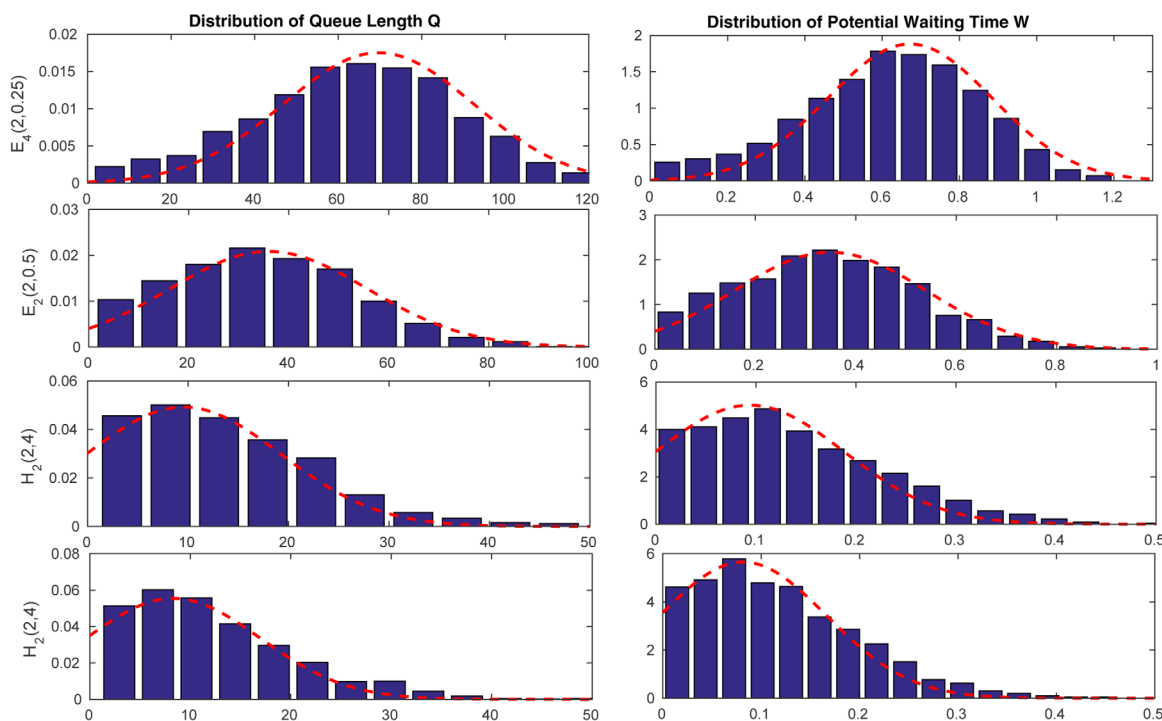 Distribution of Queue Length Q
Distribution of Potential Waiting Time W
0.02
0.015
0.01
0.005
0
E_4(2,0.25)
20 40 60 80 100 120
2
1.5
1
0.5
0
0 0.2 0.4 0.6 0.8 1 1.2
0.03
0.02
0.01
0
E_2(2,0.5)
0 20 40 60 80 100
3
2
1
0
0.2 0.4 0.6 0.8 1
0.06
0.04
0.02
0
H_2(2,4)
0 10 20 30 40 50
6
4
2
0
0.1 0.2 0.3 0.4 0.5
0.08
0.06
0.04
0.02
0
H_2(2,4)
0 10 20 30 40 50
6
4
2
0
0 0.1 0.2 0.3 0.4 0.5